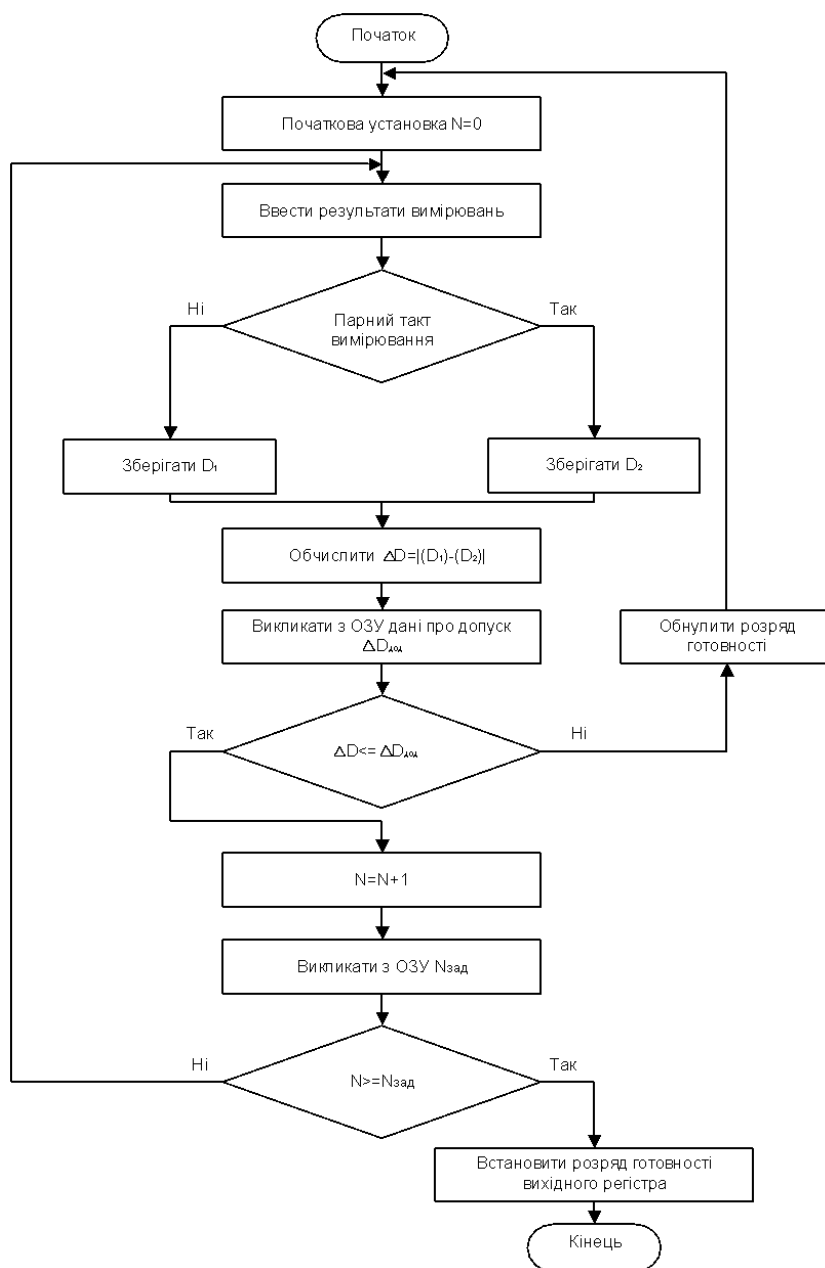 Початок
Початкова установка N=0
Ввести результати вимірювань
Ні
Так
Парний такт
вимірювання
Зберігати D₁
Зберігати D₂
Обчислити ΔD=|(D₁)-(D₂)|
Викликати з ОЗУ дані про допуск
ΔDдод
Обнулити розряд
готовності
Так
Ні
ΔD<= ΔDдод
N=N+1
Викликати з ОЗУ Nзад
Ні
Так
N>=Nзад
Встановити розряд готовності
вихідного регістра
Кінець